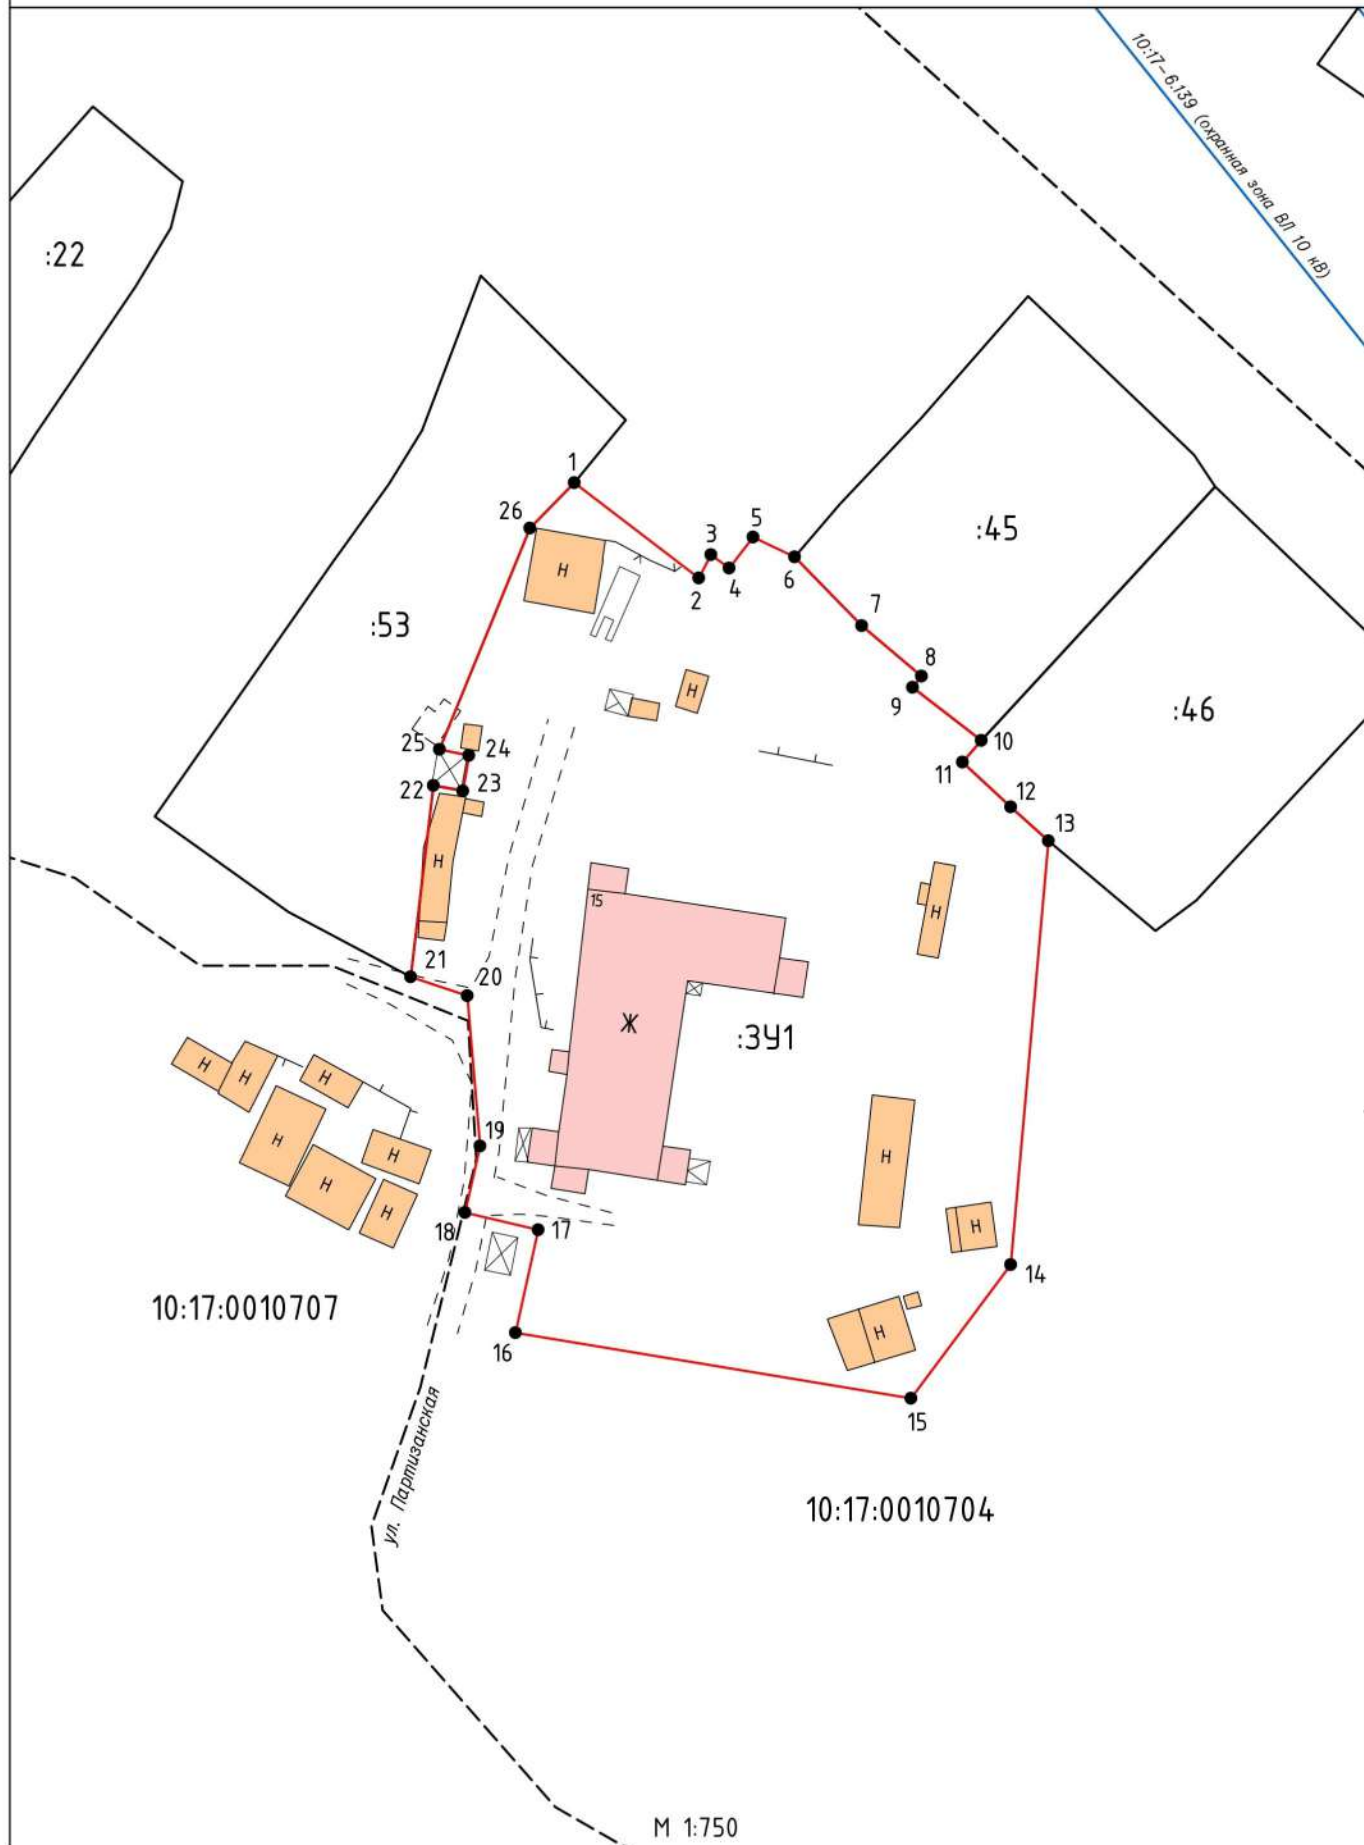 10:17-6.139 (охранная зона ВЛ 10 кВ)
:22
1
26
3
5
2
4
6
:45
Н
7
:53
8
9
Н
:46
25
24
10
22
23
11
12
13
Н
15
Н
21
20
Ж
:ЗУ1
Н
Н
Н
Н
Н
Н
Н
19
Н
18
17
Н
14
10:17:0010707
Н
16
15
ул. Партизанская
10:17:0010704
М 1:750